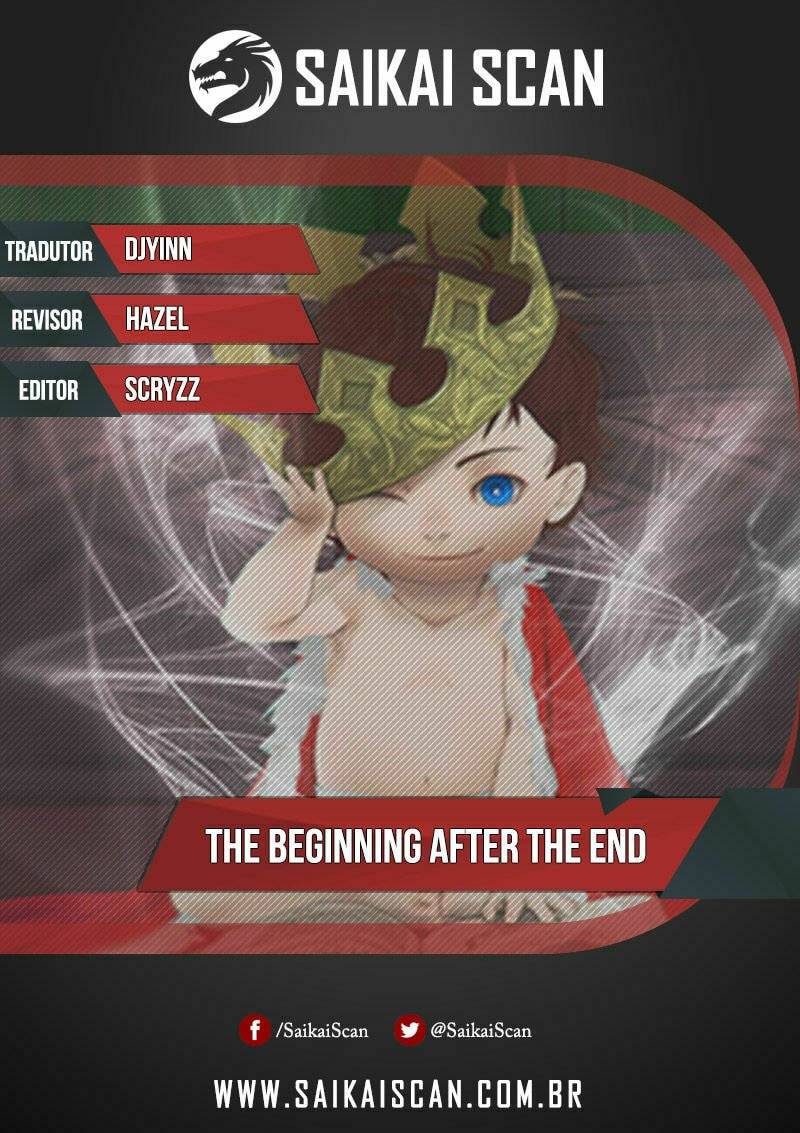 SAIKAI SCAN
TRADUTOR DJYINN
REVISOR HAZEL
EDITOR SCRYZZ
THE BEGINNING AFTER THE END
/SaikaiScan @SaikaiScan
WWW.SAIKAISCAN.COM.BR